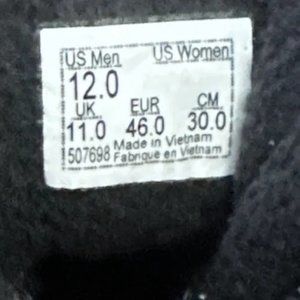 US Men US Women
12.0
UK EUR CM
11.0 46.0 30.0
507698 Made in Vietnam
Fabrique en Vietnam